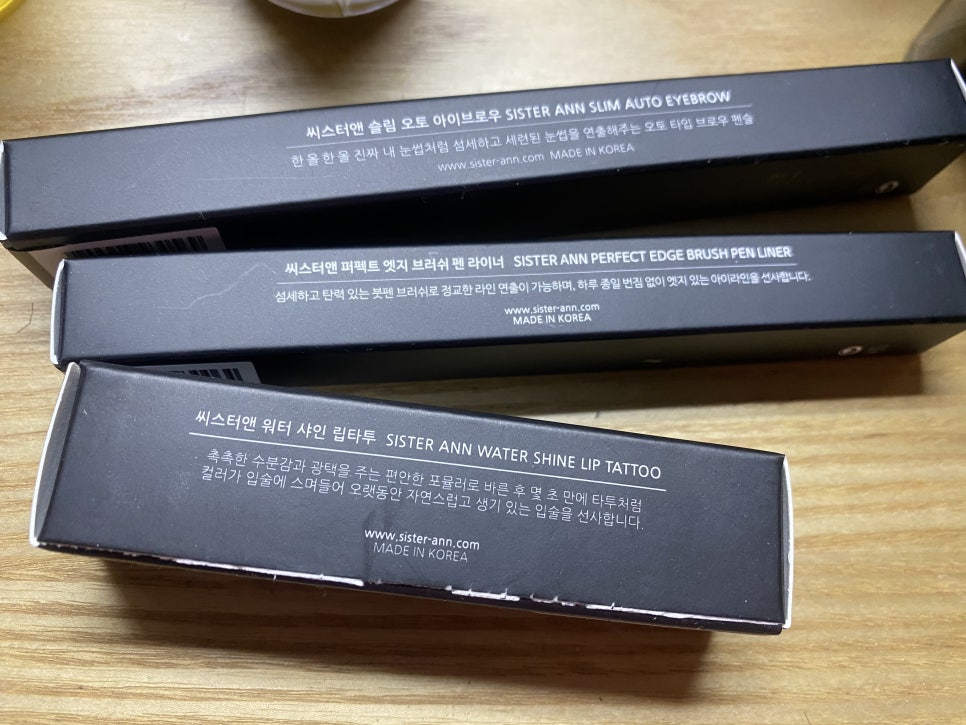 씨스터앤 슬림 오토 아이브로우 SISTER ANN SLIM AUTO EYEBROW
한 올 한 올 진짜 내 눈썹처럼 섬세하고 세련된 눈썹을 연출해주는 오토 타입 브로우 펜슬
www.sister-ann.com MADE IN KOREA
씨스터앤 퍼펙트 엣지 브러쉬 펜 라이너 SISTER ANN PERFECT EDGE BRUSH PEN LINER
섬세하고 탄력 있는 붓펜 브러쉬로 정교한 라인 연출이 가능하며, 하루 종일 번짐 없이 엣지 있는 아이라인을 선사합니다.
www.sister-ann.com
MADE IN KOREA
씨스터앤 워터 샤인 립타투 SISTER ANN WATER SHINE LIP TATTOO
촉촉한 수분감과 광택을 주는 편안한 포뮬러로 바른 후 몇 초 만에 타투처럼
컬러가 입술에 스며들어 오랫동안 자연스럽고 생기 있는 입술을 선사합니다.
www.sister-ann.com
MADE IN KOREA